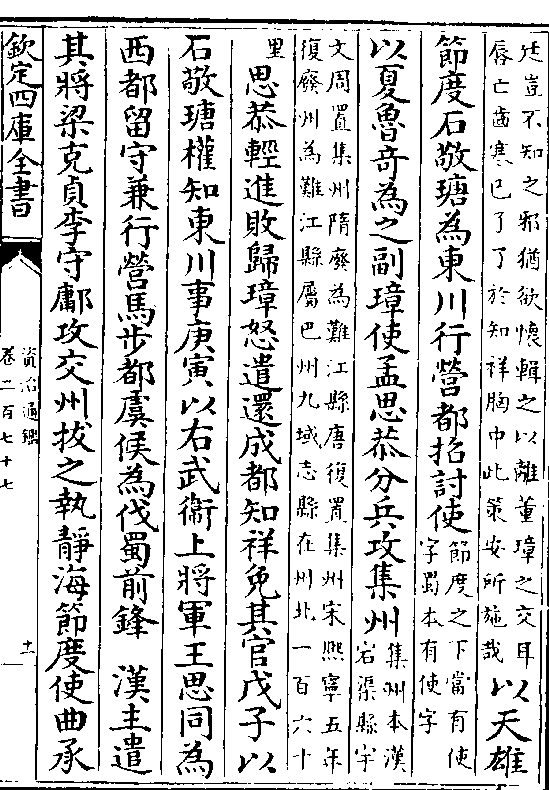 廷豈不知之邪猶欲懷輯之以離董璋之交耳
脣亡齒寒已了了於知祥胸中此策安所施哉
以天雄
節度石敬瑭為東川行營都招討使
節度之下當有使
字蜀本有使字
以夏魯竒為之副璋使孟思恭分兵攻集州
集州本漢
宕渠縣宇
文周置集州隋廢為難江縣唐復置集州宋熙寧五年
復廢州為難江縣屬巴州九域志縣在州北一百六十
里
思恭輕進敗歸璋怒遣還成都知祥免其官戊子以
石敬瑭權知東川事庚寅以右武衞上將軍王思同為
西都留守兼行營馬步都虞候為伐蜀前鋒　漢主遣
其將梁克貞李守鄘攻交州拔之執靜海節度使曲承
欽定四庫全書
資治通鑑
卷二百七十七
十一